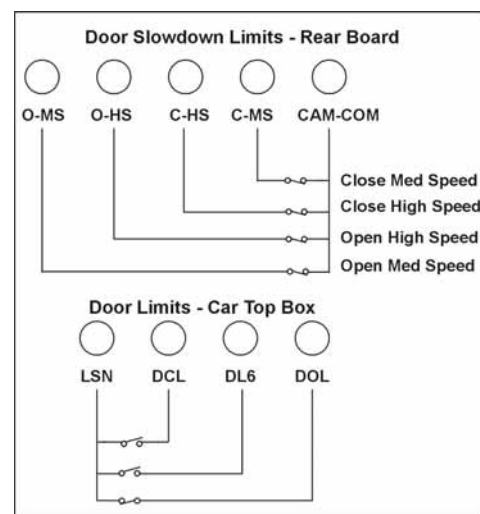 Door Slowdown Limits - Rear Board
O-MS O-HS C-HS C-MS CAM-COM
Close Med Speed
Close High Speed
Open High Speed
Open Med Speed
Door Limits - Car Top Box
LSN DCL DL6 DOL